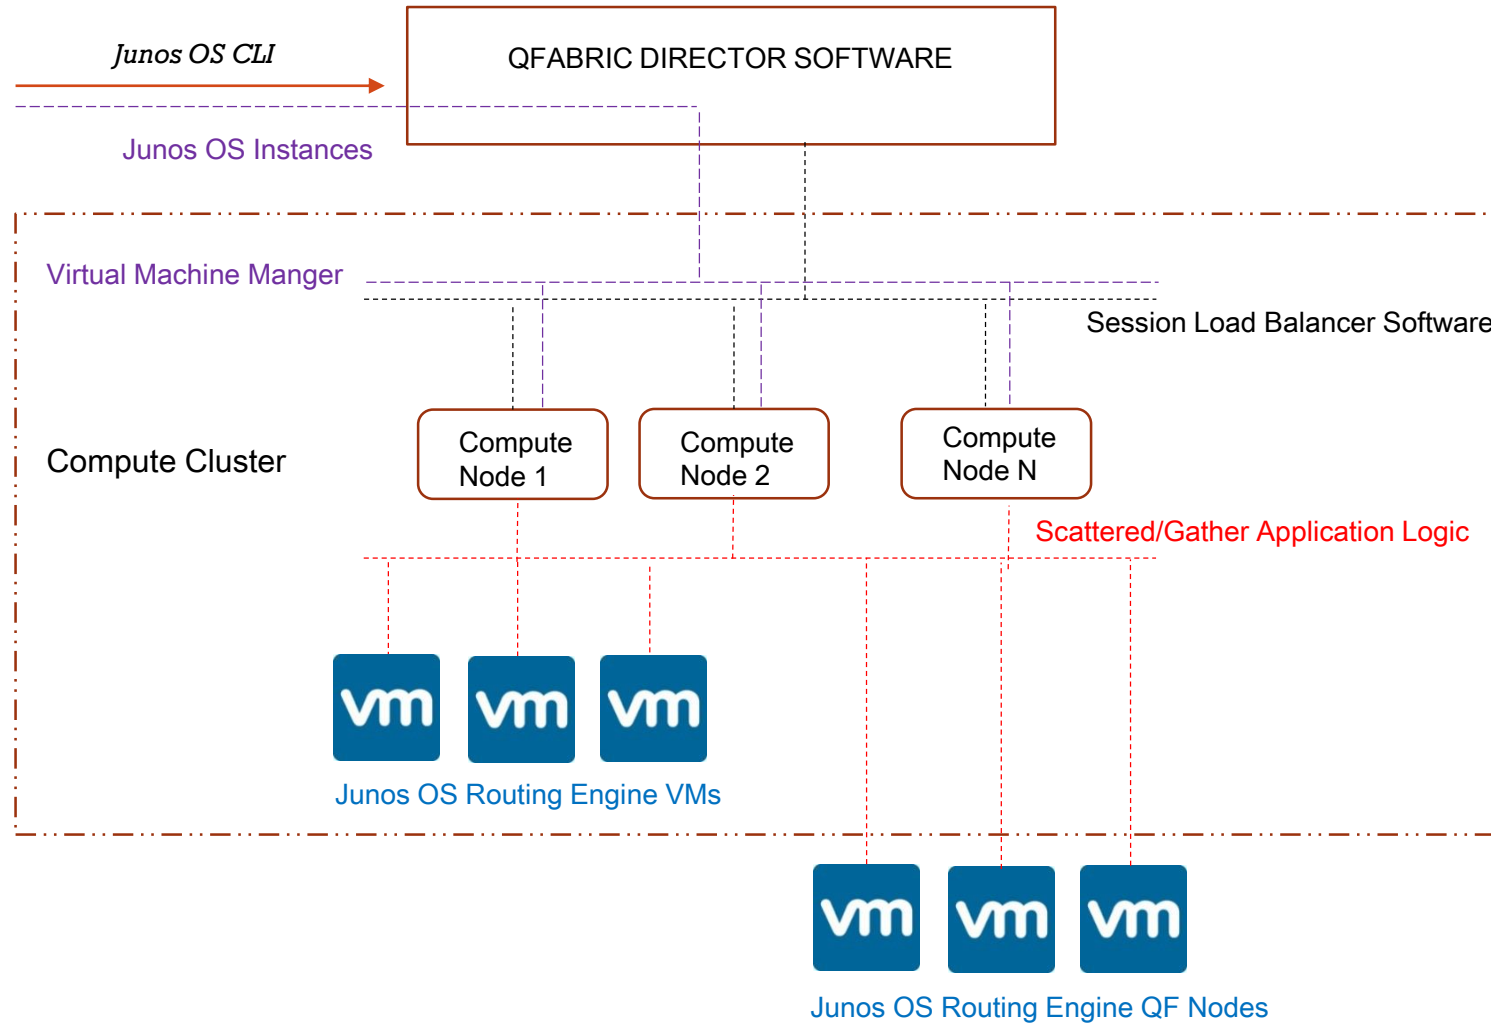 Junos OS CLI
QFABRIC DIRECTOR SOFTWARE
Junos OS Instances
Virtual Machine Manger
Session Load Balancer Software
Compute Cluster
Compute
Node 1
Compute
Node 2
Compute
Node N
Scattered/Gather Application Logic
vm
vm
vm
Junos OS Routing Engine VMs
vm
vm
vm
Junos OS Routing Engine QF Nodes